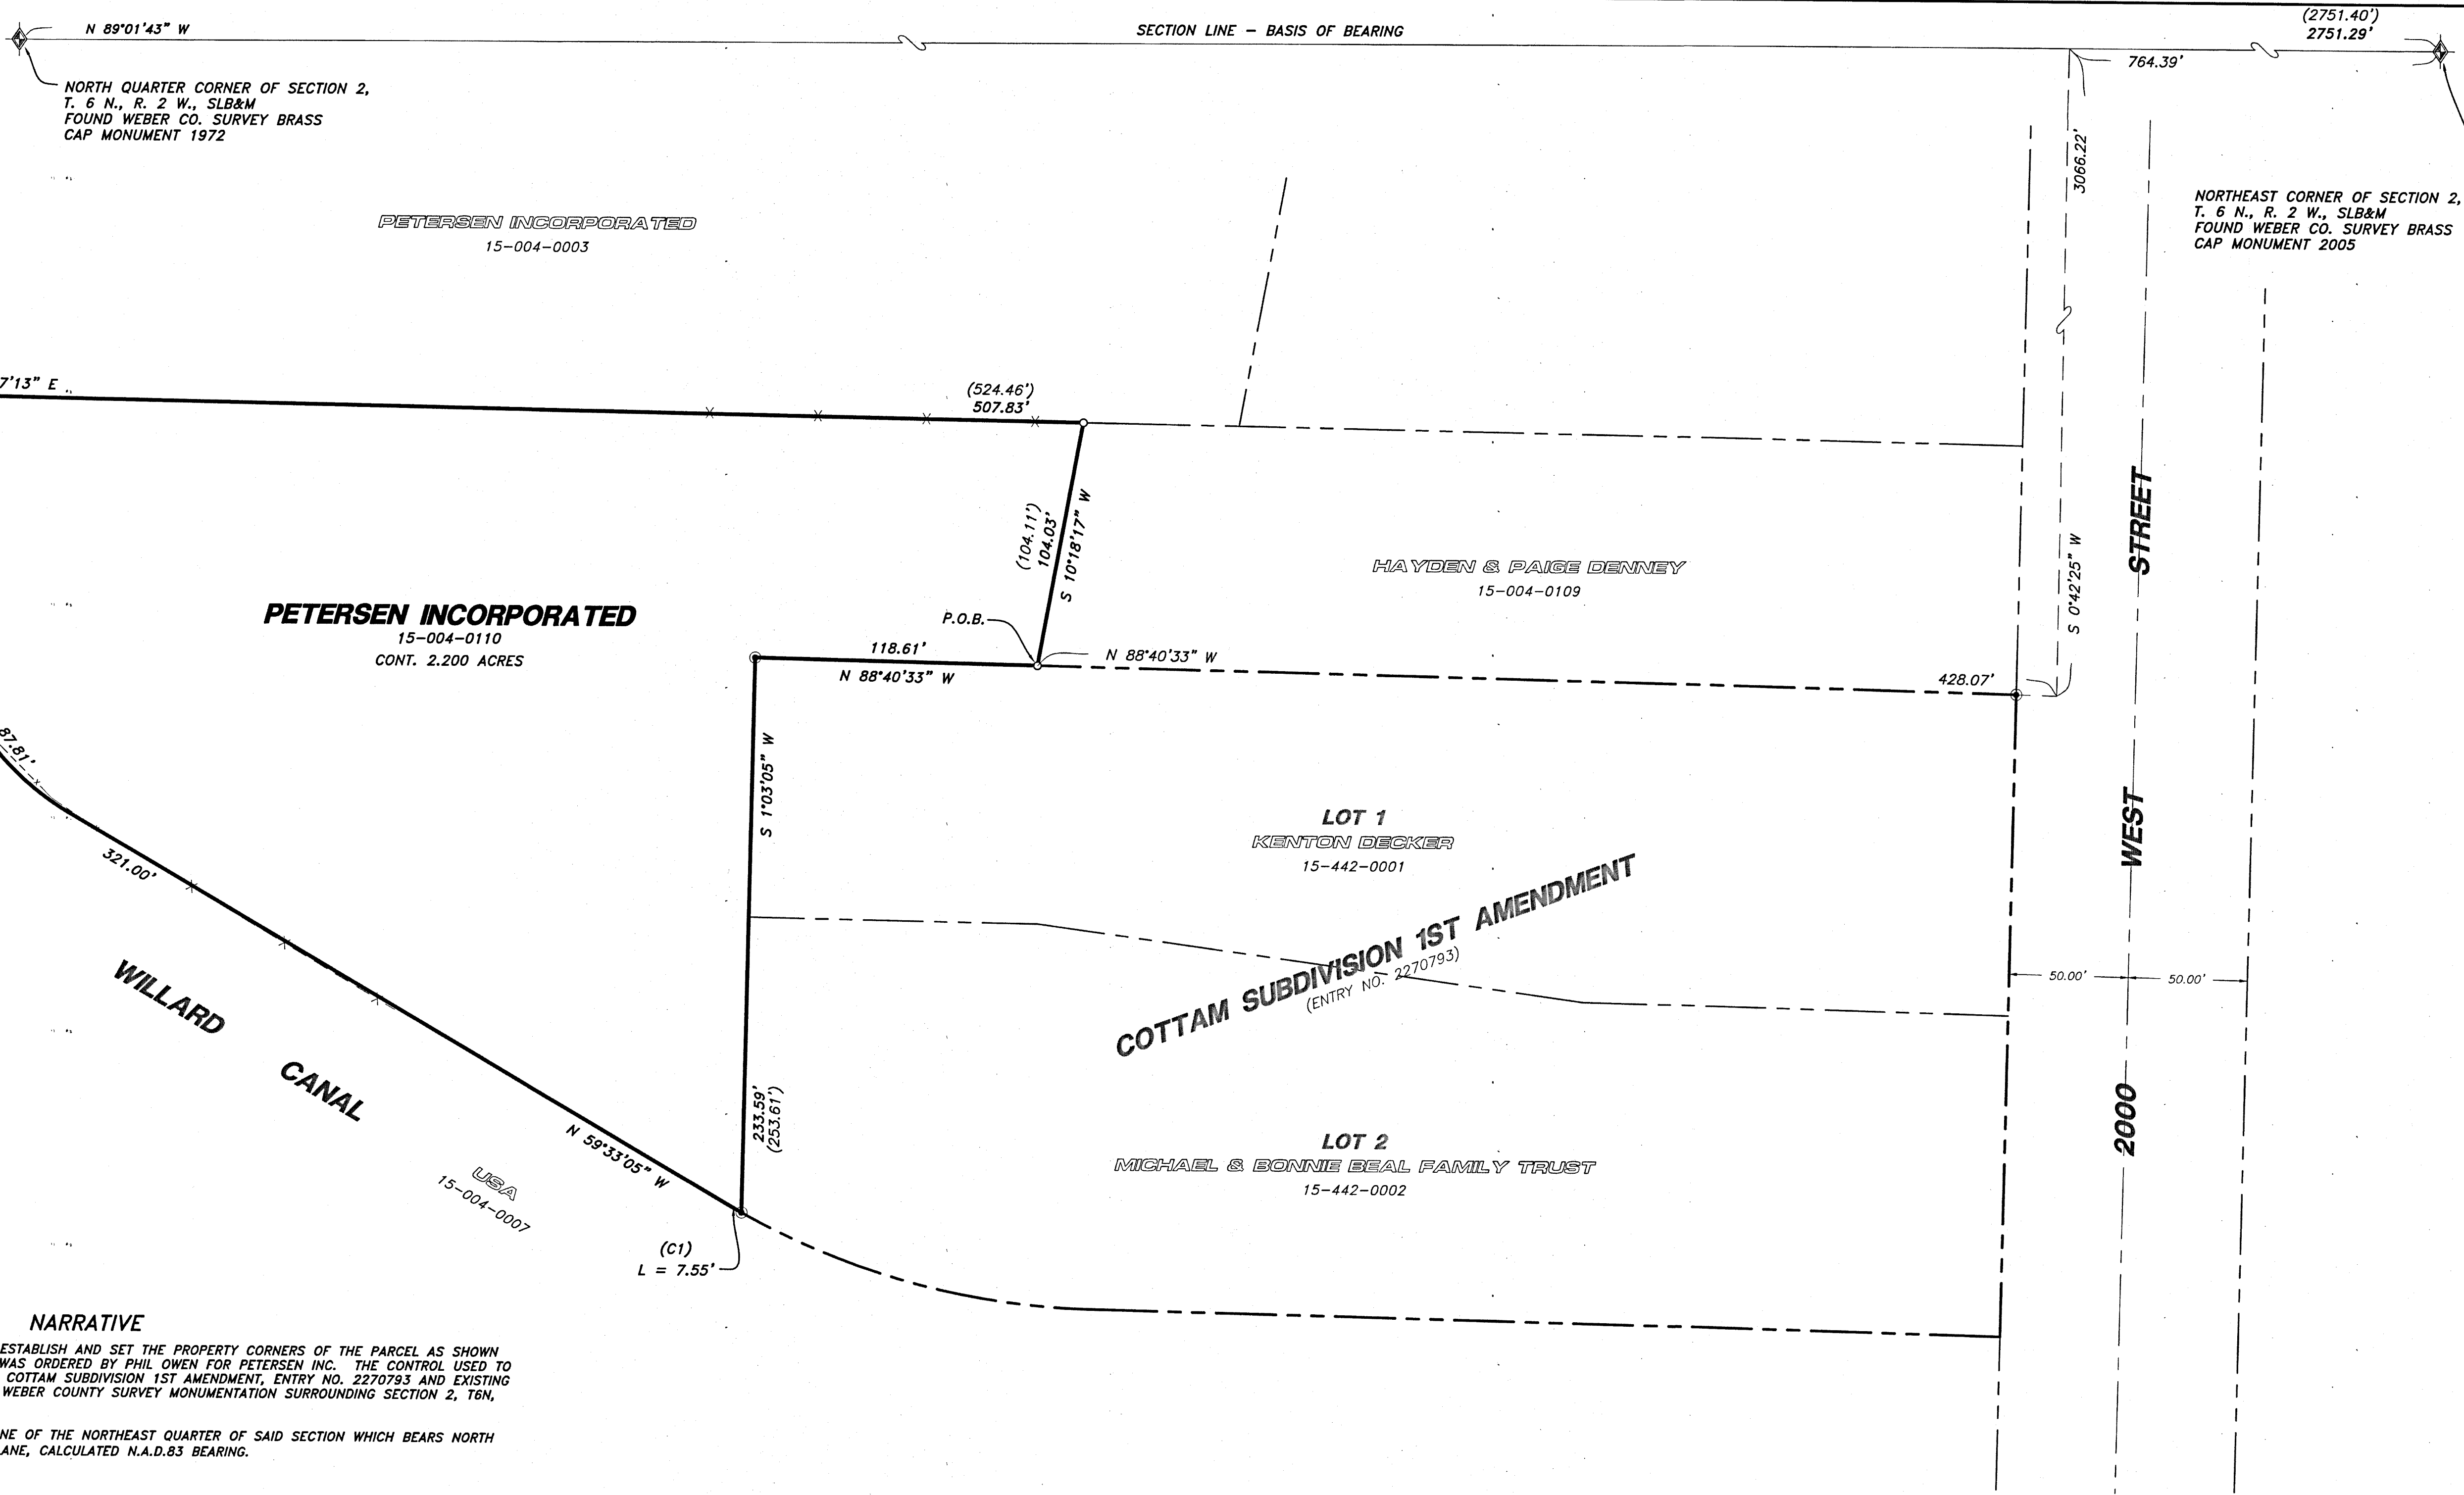 N 89°01'43" W
SECTION LINE – BASIS OF BEARING
(2751.40')
2751.29'
764.39'
NORTH QUARTER CORNER OF SECTION 2,
T. 6 N., R. 2 W., SLB&M
FOUND WEBER CO. SURVEY BRASS
CAP MONUMENT 1972
3066.22'
NORTHEAST CORNER OF SECTION 2,
T. 6 N., R. 2 W., SLB&M
FOUND WEBER CO. SURVEY BRASS
CAP MONUMENT 2005
PETERSEN INCORPORATED
15-004-0003
7'13" E
(524.46')
507.83'
(104.11')
104.03'
S 10°18'17" W
HAYDEN & PAIGE DENNEY
15-004-0109
S 0°42'25" W
STREET
PETERSEN INCORPORATED
15-004-0110
CONT. 2.200 ACRES
P.O.B.
118.61'
N 88°40'33" W
N 88°40'33" W
428.07'
87.81'
S 1°03'05" W
LOT 1
KENTON DECKER
15-442-0001
WEST
321.00'
COTTAM SUBDIVISION 1ST AMENDMENT
(ENTRY NO. 2270793)
50.00'
50.00'
WILLARD
CANAL
233.59'
(253.61')
2000
N 59°33'05" W
LOT 2
MICHAEL & BONNIE BEAL FAMILY TRUST
15-442-0002
USA
15-004-0007
(C1)
L = 7.55'
NARRATIVE
ESTABLISH AND SET THE PROPERTY CORNERS OF THE PARCEL AS SHOWN
WAS ORDERED BY PHIL OWEN FOR PETERSEN INC. THE CONTROL USED TO
COTTAM SUBDIVISION 1ST AMENDMENT, ENTRY NO. 2270793 AND EXISTING
WEBER COUNTY SURVEY MONUMENTATION SURROUNDING SECTION 2, T6N,
NE OF THE NORTHEAST QUARTER OF SAID SECTION WHICH BEARS NORTH
ANE, CALCULATED N.A.D.83 BEARING.